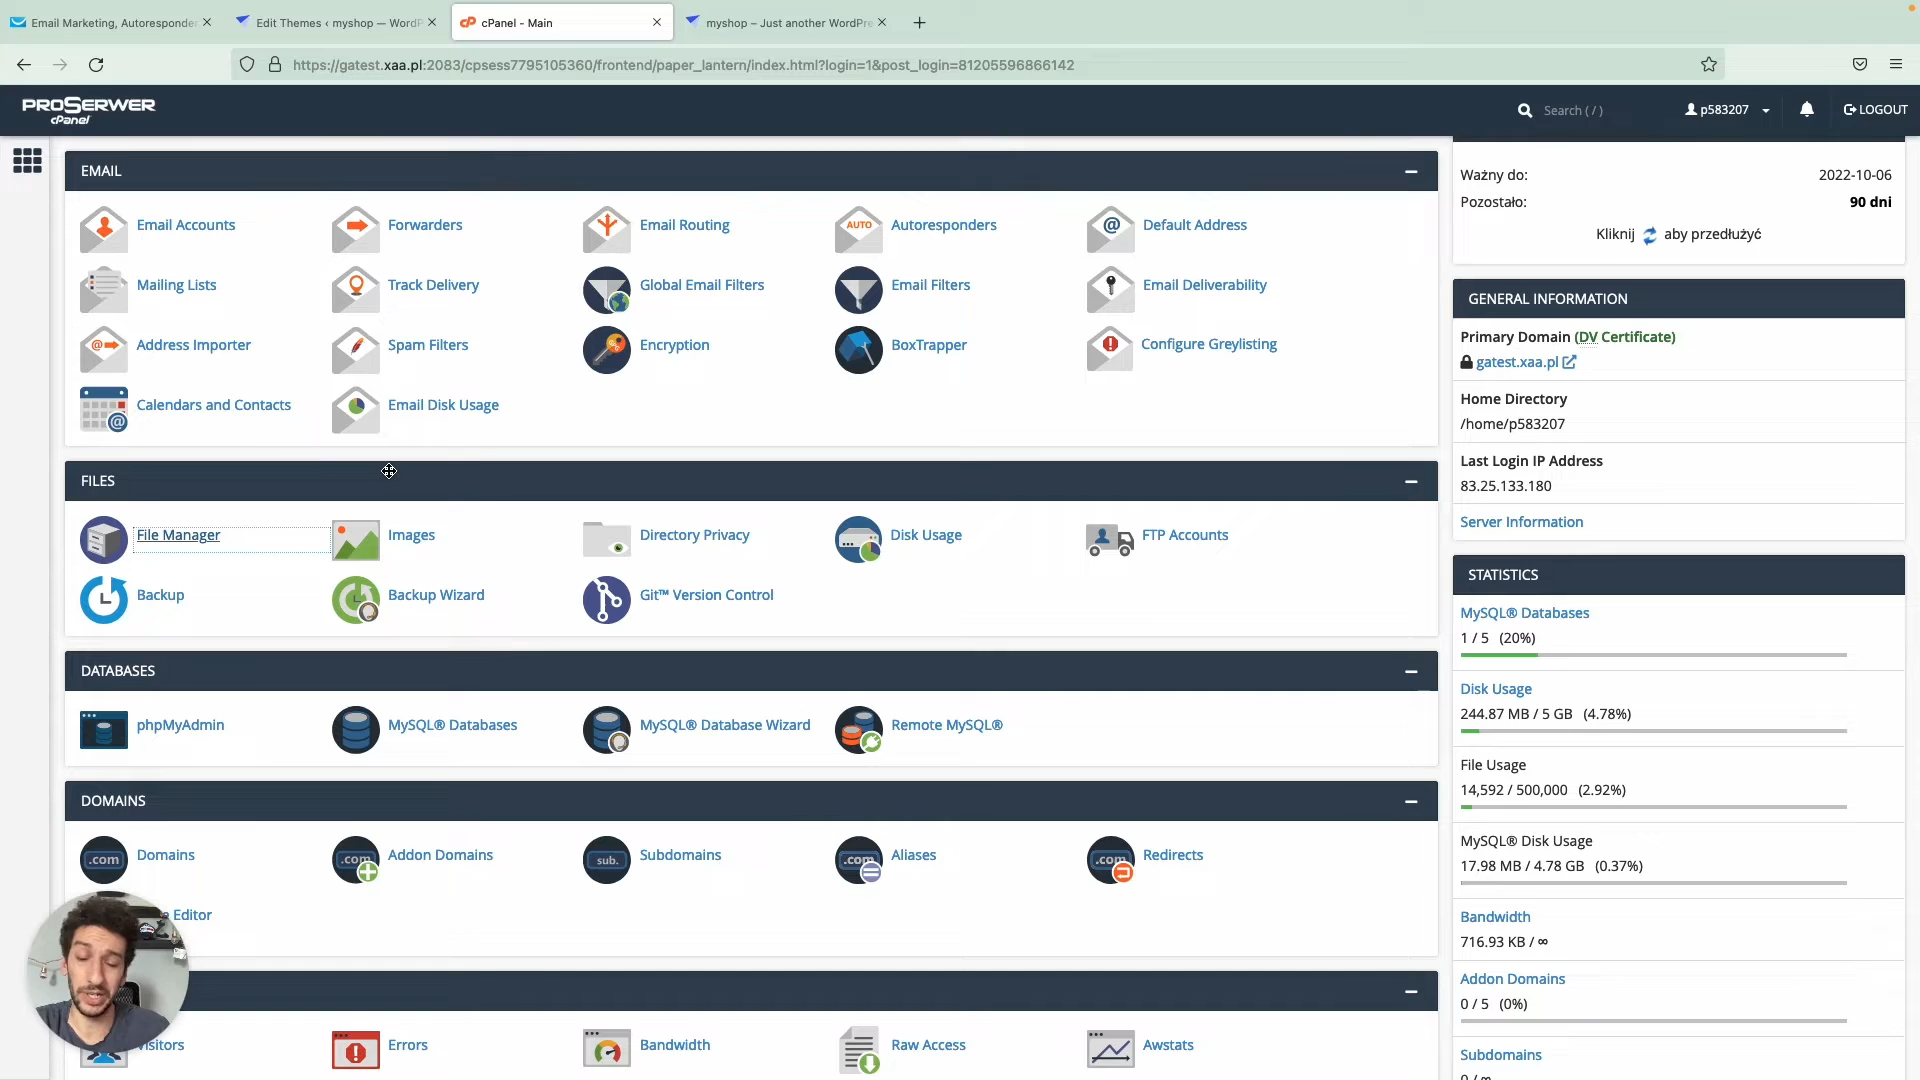 Email Marketing, Autoresponder
Edit Themes ‹ myshop — WordP
cPanel - Main
myshop – Just another WordPre
https://gatest.xaa.pl:2083/cpsess7795105360/frontend/paper_lantern/index.html?login=1&post_login=81205596866142
PROSERWER
cPanel
Search ( / )
p583207
LOGOUT
EMAIL
Email Accounts
Forwarders
Email Routing
AUTO
Autoresponders
Default Address
Mailing Lists
Track Delivery
Global Email Filters
Email Filters
Email Deliverability
Address Importer
Spam Filters
Encryption
BoxTrapper
Configure Greylisting
Calendars and Contacts
Email Disk Usage
FILES
File Manager
Images
Directory Privacy
Disk Usage
FTP Accounts
Backup
Backup Wizard
Git™ Version Control
DATABASES
phpMyAdmin
MySQL® Databases
MySQL® Database Wizard
Remote MySQL®
DOMAINS
.com
Domains
.com
Addon Domains
sub.
Subdomains
.com
Aliases
.com
Redirects
Editor
Visitors
Errors
Bandwidth
Raw Access
Awstats
Ważny do:
2022-10-06
Pozostało:
90 dni
Kliknij aby przedłużyć
GENERAL INFORMATION
Primary Domain (DV Certificate)
gatest.xaa.pl
Home Directory
/home/p583207
Last Login IP Address
83.25.133.180
Server Information
STATISTICS
MySQL® Databases
1 / 5 (20%)
Disk Usage
244.87 MB / 5 GB (4.78%)
File Usage
14,592 / 500,000 (2.92%)
MySQL® Disk Usage
17.98 MB / 4.78 GB (0.37%)
Bandwidth
716.93 KB / ∞
Addon Domains
0 / 5 (0%)
Subdomains
0 / ∞